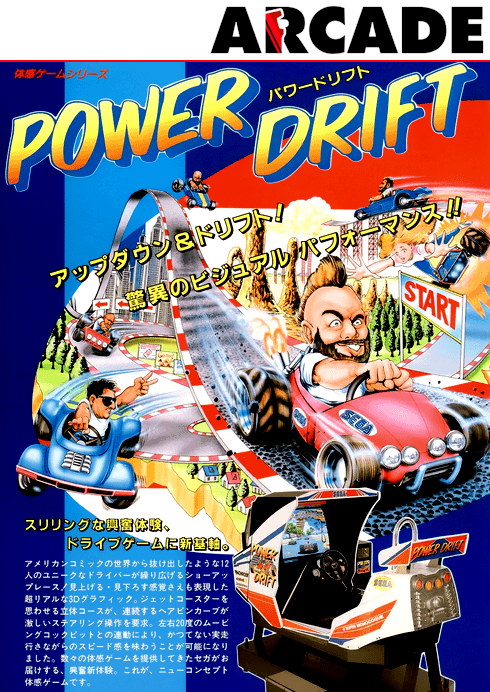 ARCADE
体感ゲームシリーズ
POWER DRIFT
パワードリフト
アップダウン&ドリフト!
驚異のビジュアル パフォーマンス!!
START
SEGA
SEGA
スリリングな興奮体験、
ドライブゲームに新基軸。
アメリカンコミックの世界から抜け出したような12
人のユニークなドライバーが繰り広げるショーアッ
プレース!見上げる・見下ろす感覚さえも表現した
超リアルな3Dグラフィック。ジェットコースターを
思わせる立体コースが、連続するヘアピンカーブが
激しいステアリング操作を要求。左右20度のムービ
ングコックピットとの連動により、かつてない実走
行さながらのスピード感を味わうことが可能になり
ました。数々の体感ゲームを提供してきたセガがお
届けする、興奮新体験。これが、ニューコンセプト
体感ゲームです。
SEGA
POWER
DRIFT
POWER DRIFT
SEGA